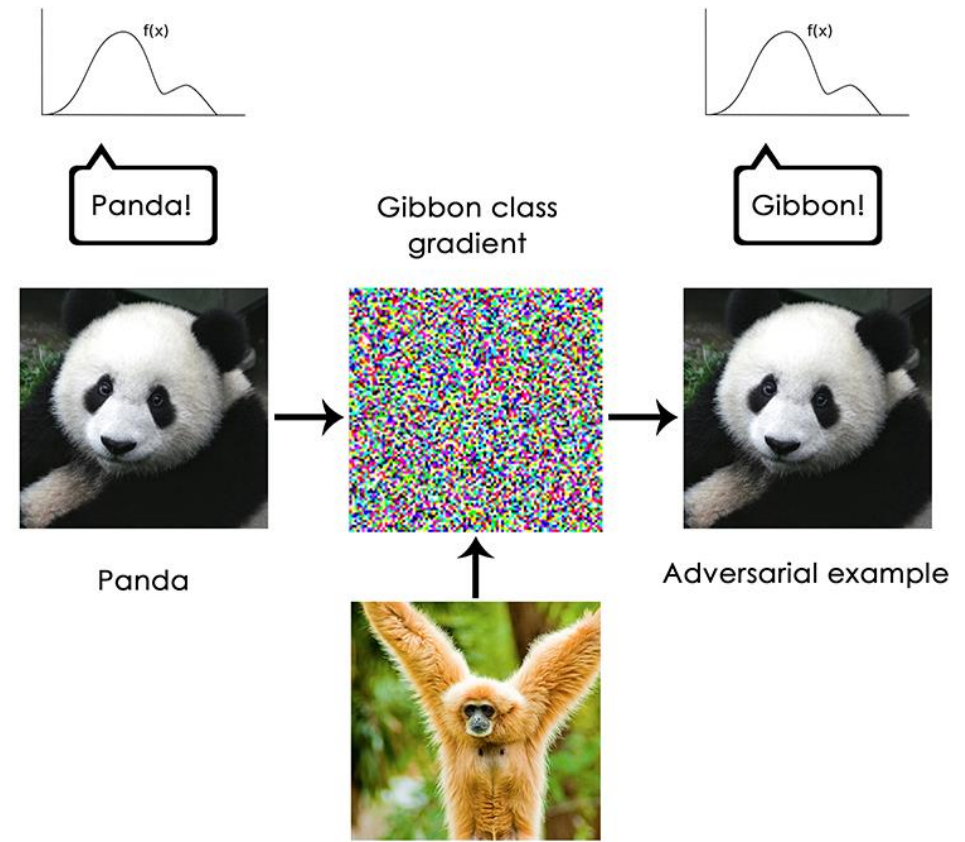 f(x)
f(x)
Panda!
Gibbon class
gradient
Gibbon!
Panda
Adversarial example